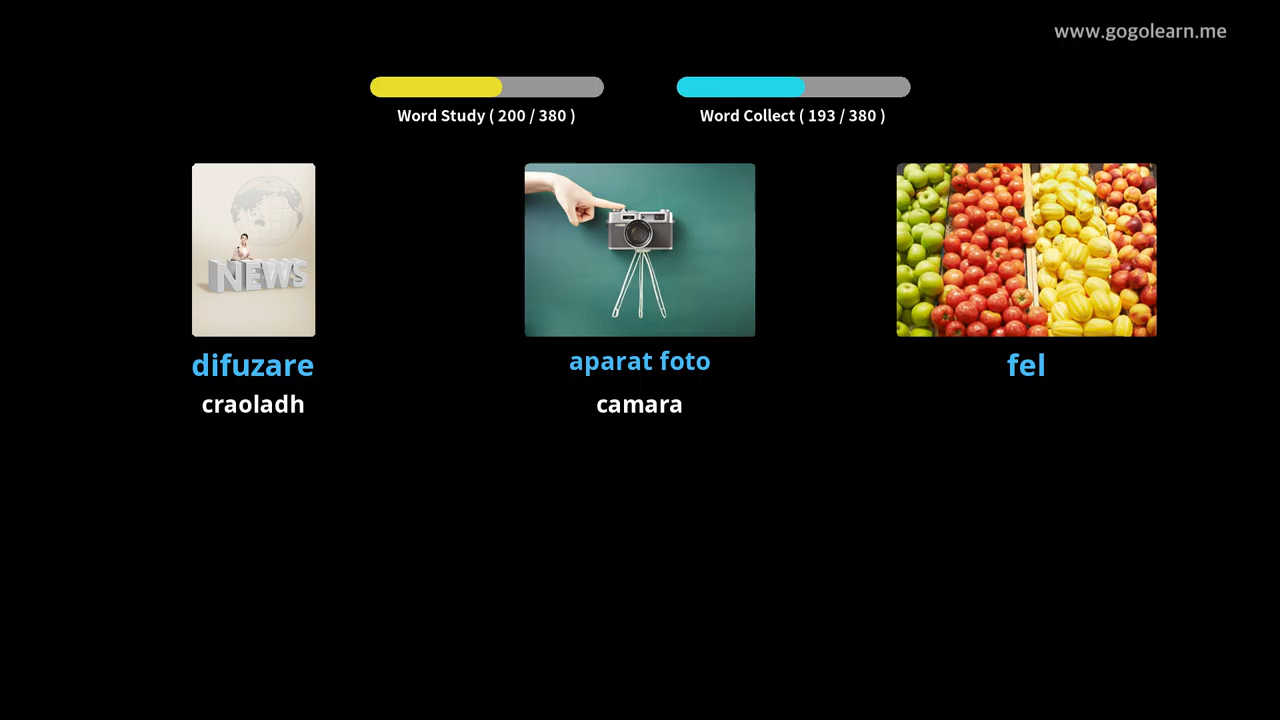 www.gogolearn.me
Word Study ( 200 / 380 )
Word Collect ( 193 / 380 )
NEWS
difuzare
aparat foto
fel
craoladh
camara